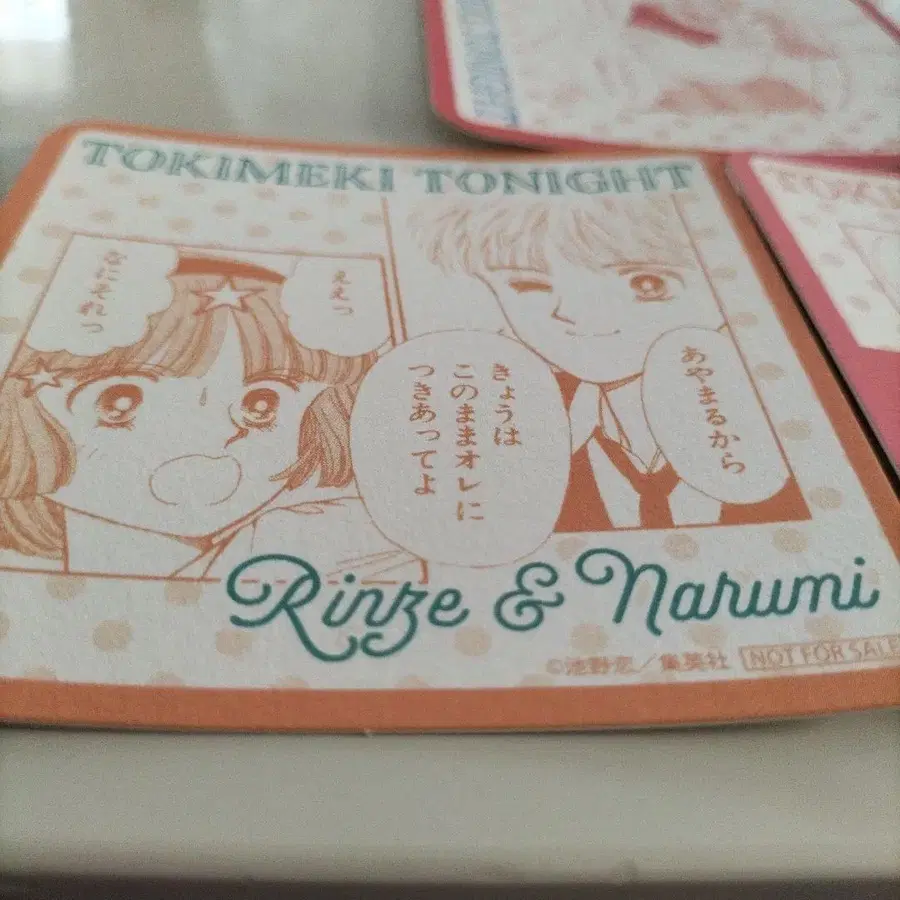 TOKIMEKI TONIGHT
あやまるから
きょうは
このままオレに
つきあってよ
ええっ
なにそれっ
Rinze & Narumi
©池野恋／集英社 NOT FOR SALE
TOKI